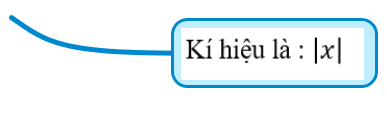 Kí hiệu là : |x|